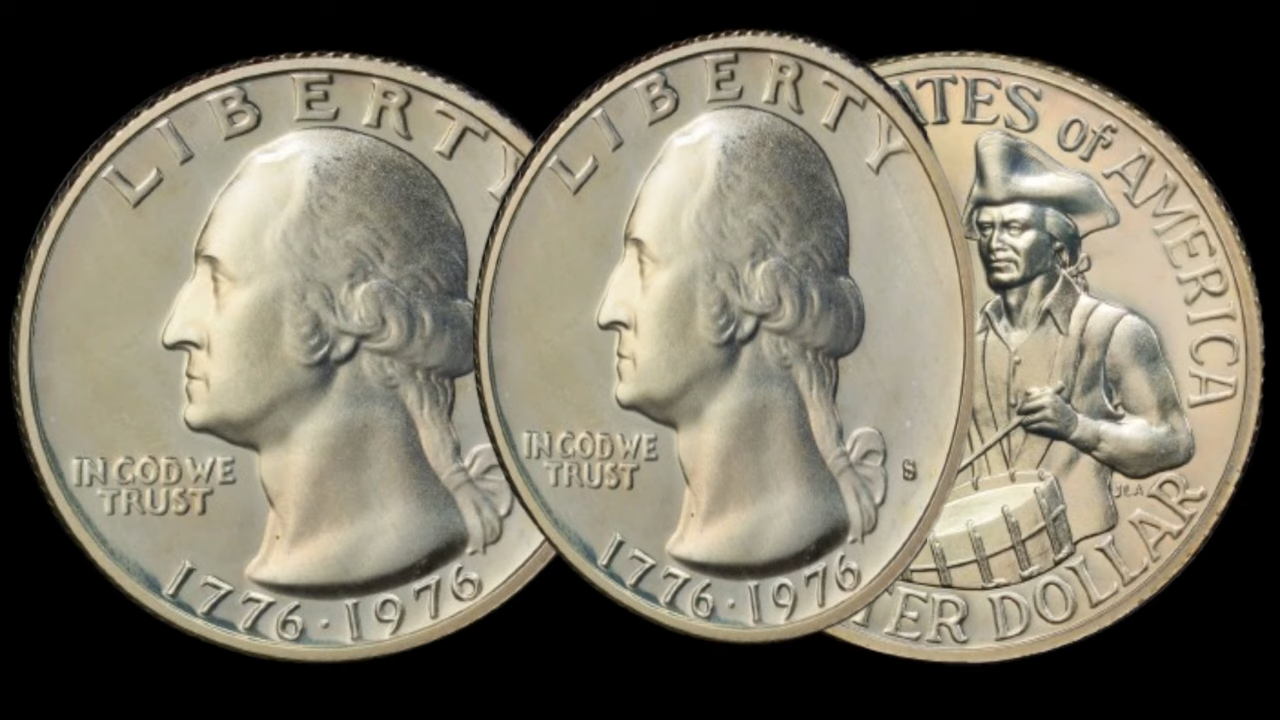 LIBERTY
IN GOD WE
TRUST
1776·1976
LIBERTY
IN GOD WE
TRUST
S
1776·1976
ATES of AMERICA
JLA
TER DOLLAR